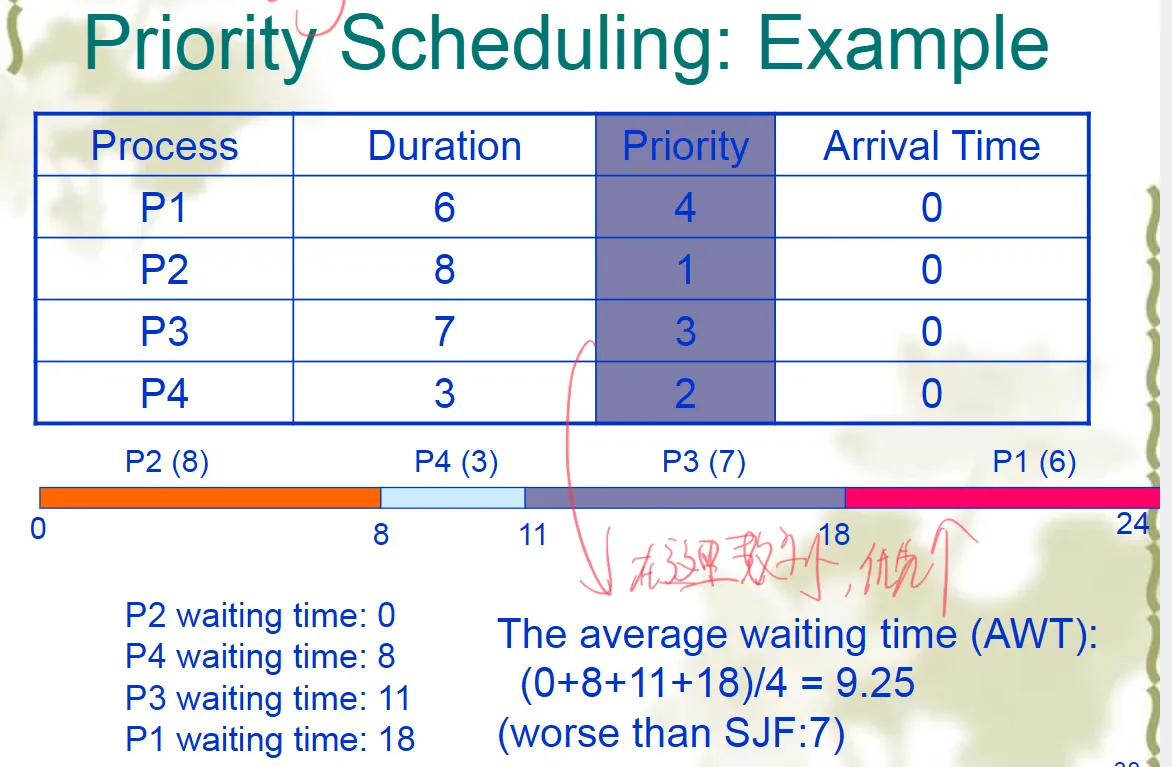 Priority Scheduling: Example
Process Duration Priority Arrival Time
P1 6 4 0
P2 8 1 0
P3 7 3 0
P4 3 2 0
P2 (8) P4 (3) P3 (7) P1 (6)
0 8 11 18 24
在这里数字小,优先个
P2 waiting time: 0
P4 waiting time: 8
P3 waiting time: 11
P1 waiting time: 18
The average waiting time (AWT):
(0+8+11+18)/4 = 9.25
(worse than SJF:7)